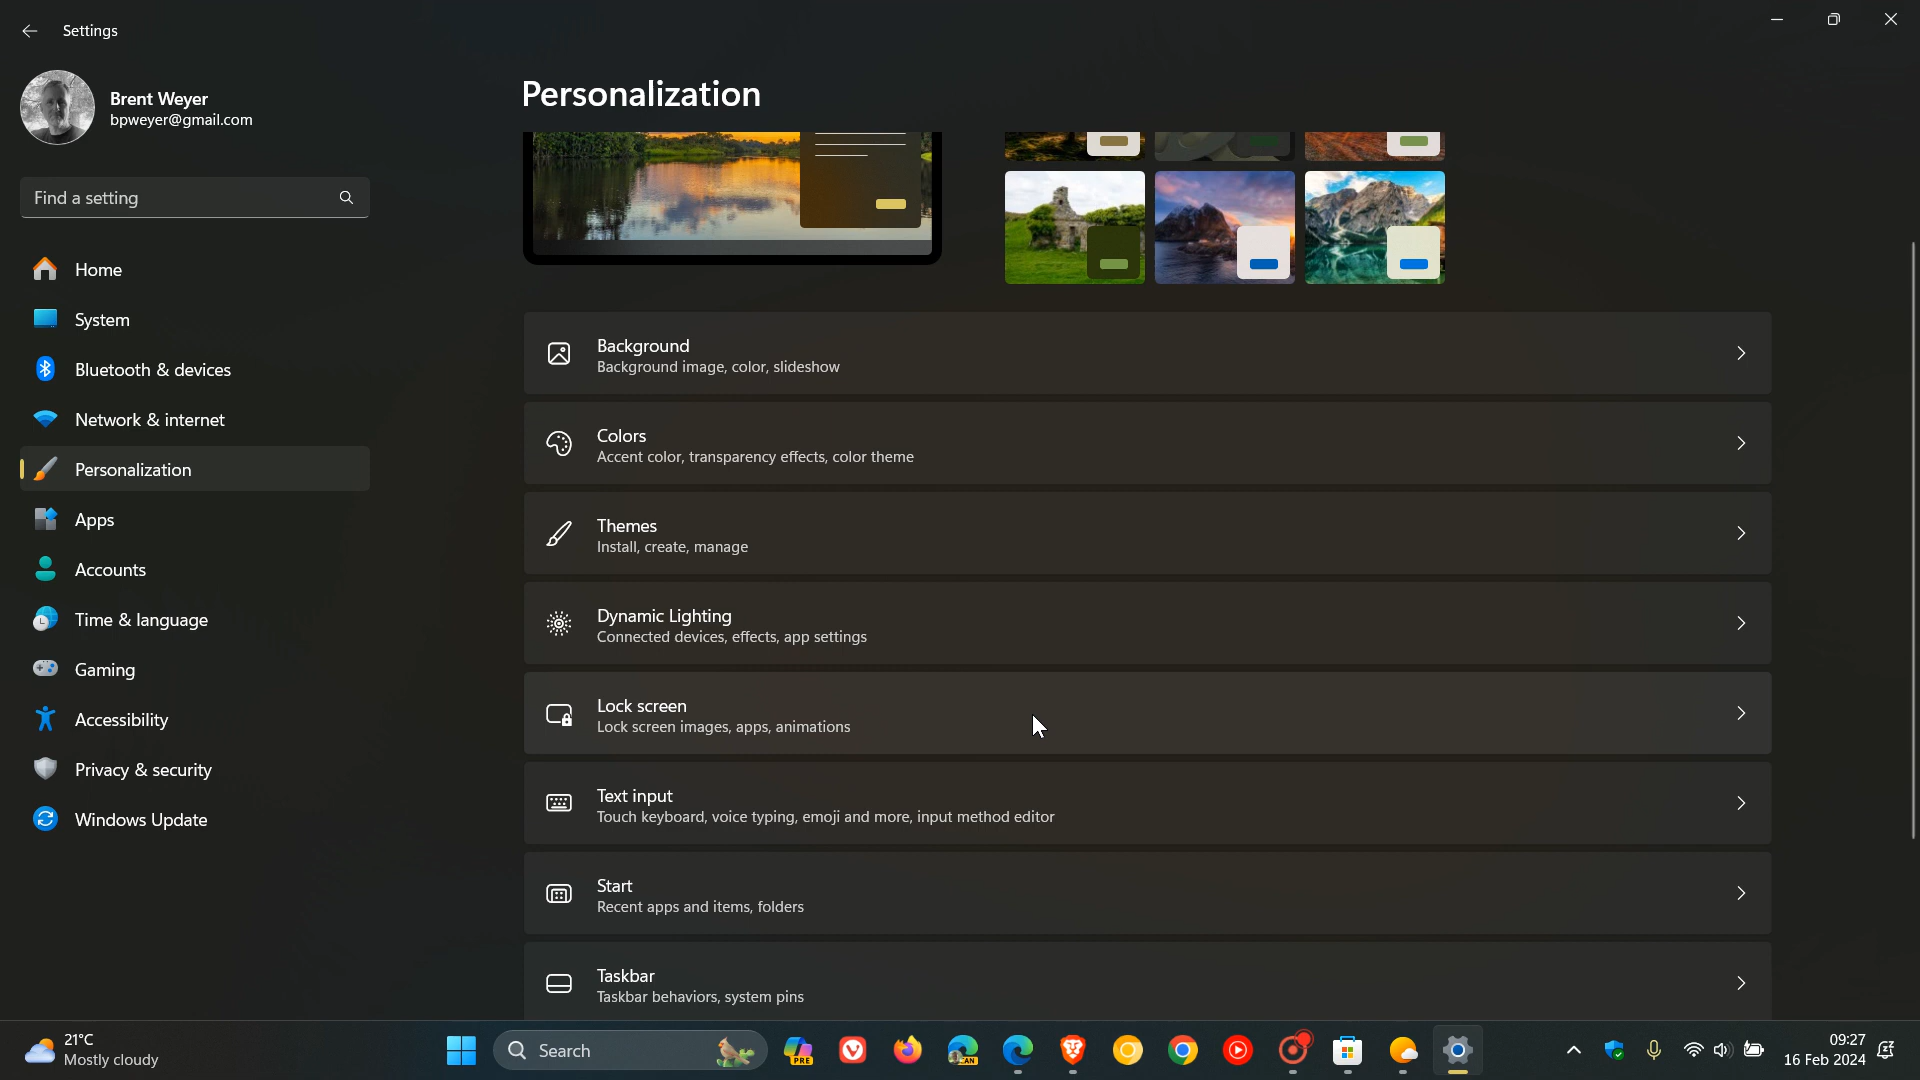 Settings
Brent Weyer
bpweyer@gmail.com
Find a setting
Home
System
Bluetooth & devices
Network & internet
Personalization
Apps
Accounts
Time & language
Gaming
Accessibility
Privacy & security
Windows Update
Personalization
Background
Background image, color, slideshow
Colors
Accent color, transparency effects, color theme
Themes
Install, create, manage
Dynamic Lighting
Connected devices, effects, app settings
Lock screen
Lock screen images, apps, animations
Text input
Touch keyboard, voice typing, emoji and more, input method editor
Start
Recent apps and items, folders
Taskbar
Taskbar behaviors, system pins
21°C
Mostly cloudy
Search
PRE
CAN
09:27
16 Feb 2024